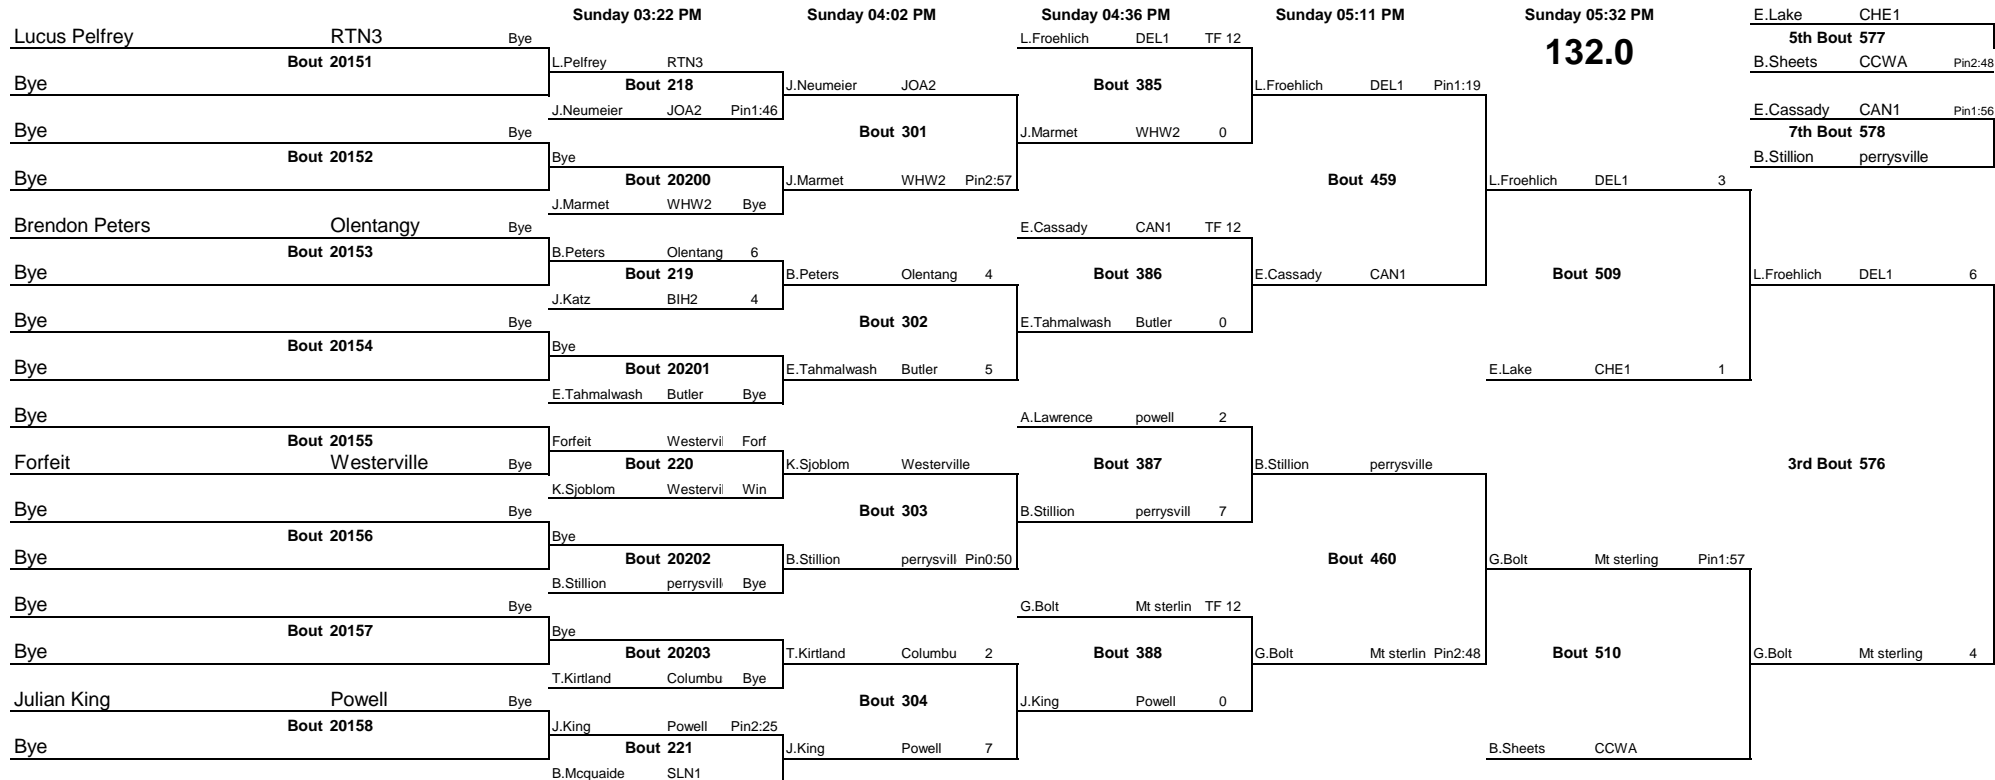 Sunday 03:22 PM Sunday 04:02 PM Sunday 04:36 PM Sunday 05:11 PM Sunday 05:32 PM
132.0
Lucus Pelfrey RTN3 Bye
Bout 20151
Bye
Bye Bye
Bout 20152
Bye
Brendon Peters Olentangy Bye
Bout 20153
Bye
Bye Bye
Bout 20154
Bye
Bye
Bout 20155
Forfeit Westerville Bye
Bye Bye
Bout 20156
Bye
Bye Bye
Bout 20157
Bye
Julian King Powell Bye
Bout 20158
Bye
L.Pelfrey RTN3
Bout 218
J.Neumeier JOA2 Pin1:46
Bye
Bout 20200
J.Marmet WHW2 Bye
B.Peters Olentang 6
Bout 219
J.Katz BIH2 4
Bye
Bout 20201
E.Tahmalwash Butler Bye
Forfeit Westervil Forf
Bout 220
K.Sjoblom Westervil Win
Bye
Bout 20202
B.Stillion perrysvill Bye
Bye
Bout 20203
T.Kirtland Columbu Bye
J.King Powell Pin2:25
Bout 221
B.Mcquaide SLN1
J.Neumeier JOA2
Bout 301
J.Marmet WHW2 Pin2:57
B.Peters Olentang 4
Bout 302
E.Tahmalwash Butler 5
K.Sjoblom Westerville
Bout 303
B.Stillion perrysvill Pin0:50
T.Kirtland Columbu 2
Bout 304
J.King Powell 7
L.Froehlich DEL1 TF 12
Bout 385
J.Marmet WHW2 0
E.Cassady CAN1 TF 12
Bout 386
E.Tahmalwash Butler 0
A.Lawrence powell 2
Bout 387
B.Stillion perrysvill 7
G.Bolt Mt sterlin TF 12
Bout 388
J.King Powell 0
L.Froehlich DEL1 Pin1:19
Bout 459
E.Cassady CAN1
B.Stillion perrysville
Bout 460
G.Bolt Mt sterlin Pin2:48
L.Froehlich DEL1 3
Bout 509
E.Lake CHE1 1
G.Bolt Mt sterling Pin1:57
Bout 510
B.Sheets CCWA
E.Lake CHE1
5th Bout 577
B.Sheets CCWA Pin2:48
E.Cassady CAN1 Pin1:56
7th Bout 578
B.Stillion perrysville
L.Froehlich DEL1 6
3rd Bout 576
G.Bolt Mt sterling 4